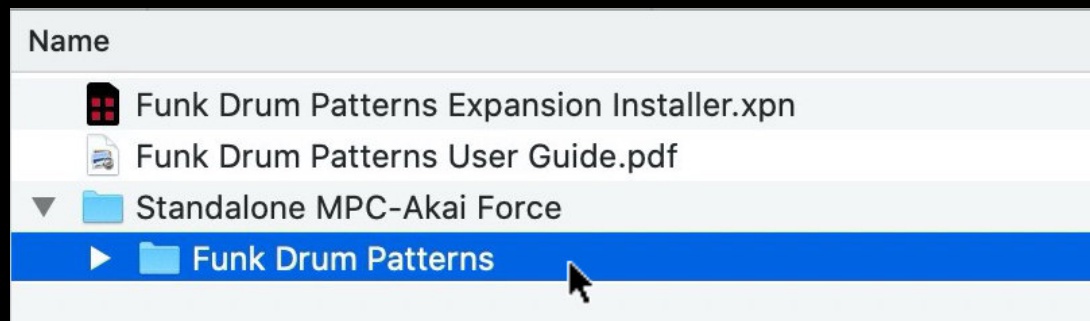 Name
Funk Drum Patterns Expansion Installer.xpn
Funk Drum Patterns User Guide.pdf
Standalone MPC-Akai Force
Funk Drum Patterns